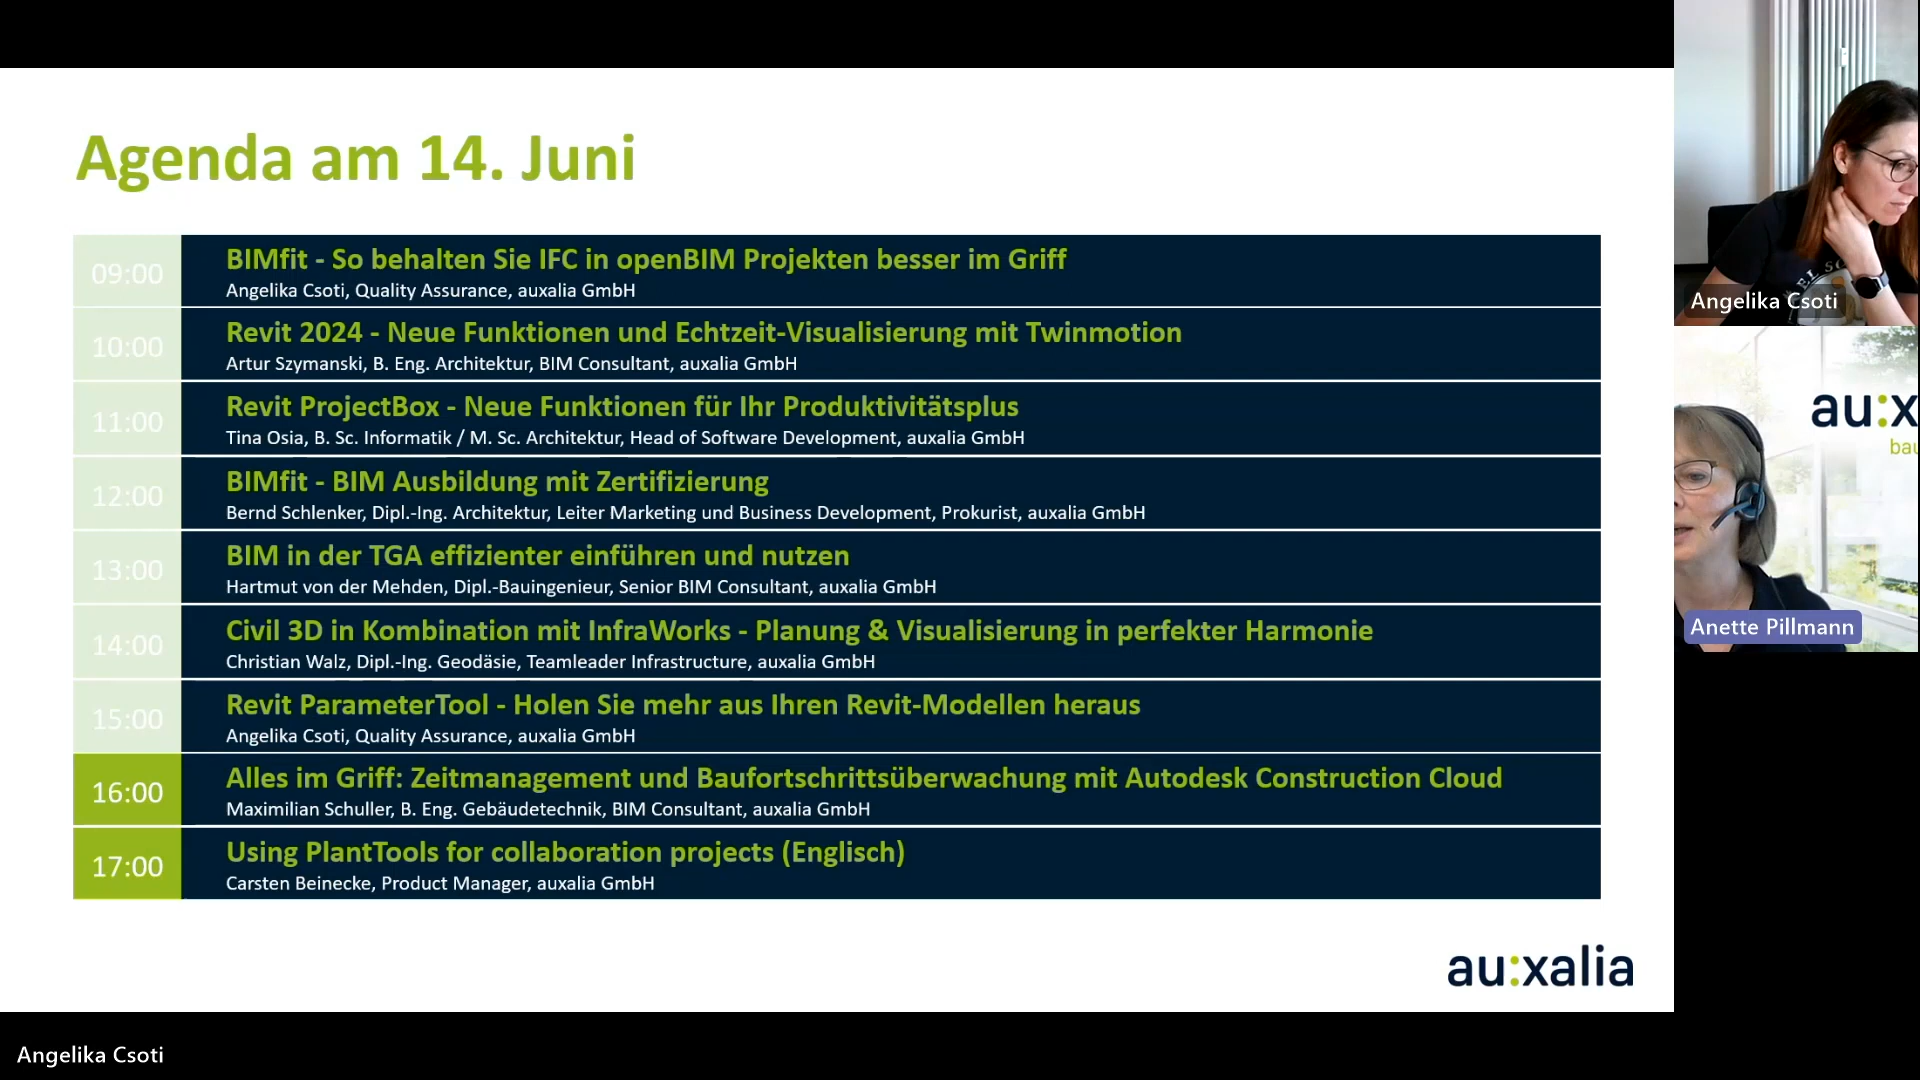 Agenda am 14. Juni
09:00
BIMfit - So behalten Sie IFC in openBIM Projekten besser im Griff
Angelika Csoti, Quality Assurance, auxalia GmbH
10:00
Revit 2024 - Neue Funktionen und Echtzeit-Visualisierung mit Twinmotion
Artur Szymanski, B. Eng. Architektur, BIM Consultant, auxalia GmbH
11:00
Revit ProjectBox - Neue Funktionen für Ihr Produktivitätsplus
Tina Osia, B. Sc. Informatik / M. Sc. Architektur, Head of Software Development, auxalia GmbH
12:00
BIMfit - BIM Ausbildung mit Zertifizierung
Bernd Schlenker, Dipl.-Ing. Architektur, Leiter Marketing und Business Development, Prokurist, auxalia GmbH
13:00
BIM in der TGA effizienter einführen und nutzen
Hartmut von der Mehden, Dipl.-Bauingenieur, Senior BIM Consultant, auxalia GmbH
14:00
Civil 3D in Kombination mit InfraWorks - Planung & Visualisierung in perfekter Harmonie
Christian Walz, Dipl.-Ing. Geodäsie, Teamleader Infrastructure, auxalia GmbH
15:00
Revit ParameterTool - Holen Sie mehr aus Ihren Revit-Modellen heraus
Angelika Csoti, Quality Assurance, auxalia GmbH
16:00
Alles im Griff: Zeitmanagement und Baufortschrittsüberwachung mit Autodesk Construction Cloud
Maximilian Schuller, B. Eng. Gebäudetechnik, BIM Consultant, auxalia GmbH
17:00
Using PlantTools for collaboration projects (Englisch)
Carsten Beinecke, Product Manager, auxalia GmbH
au:xalia
Angelika Csoti
au:x
bau
Anette Pillmann
Angelika Csoti